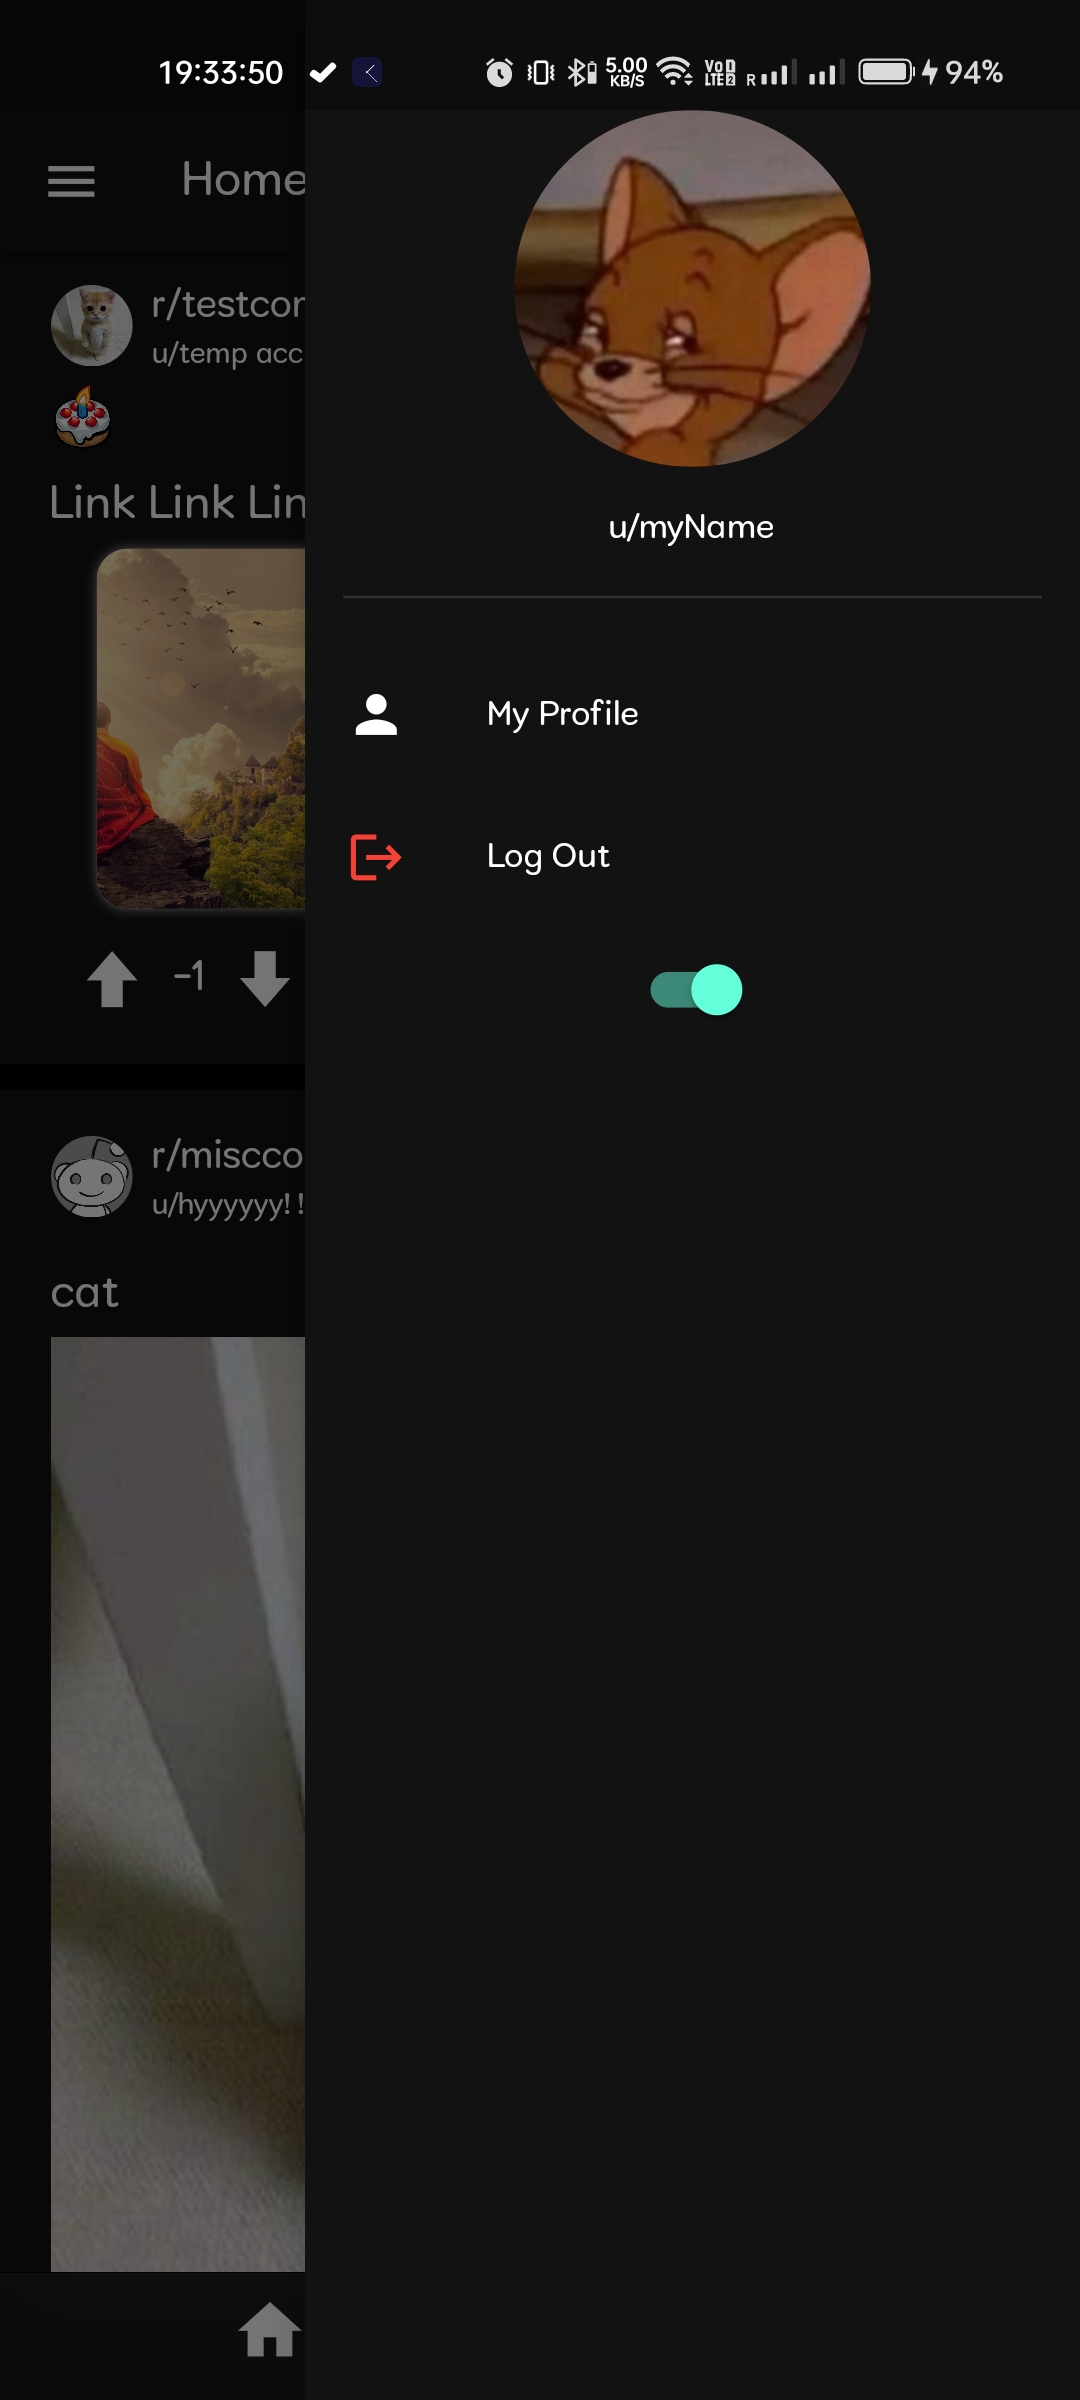 19:33:50 5.00 KB/S VoD LTE2 R 94%
Home
r/testcor
u/temp acc
Link Link Lin
-1
r/miscco
u/hyyyyyy!!
cat
u/myName
My Profile
Log Out